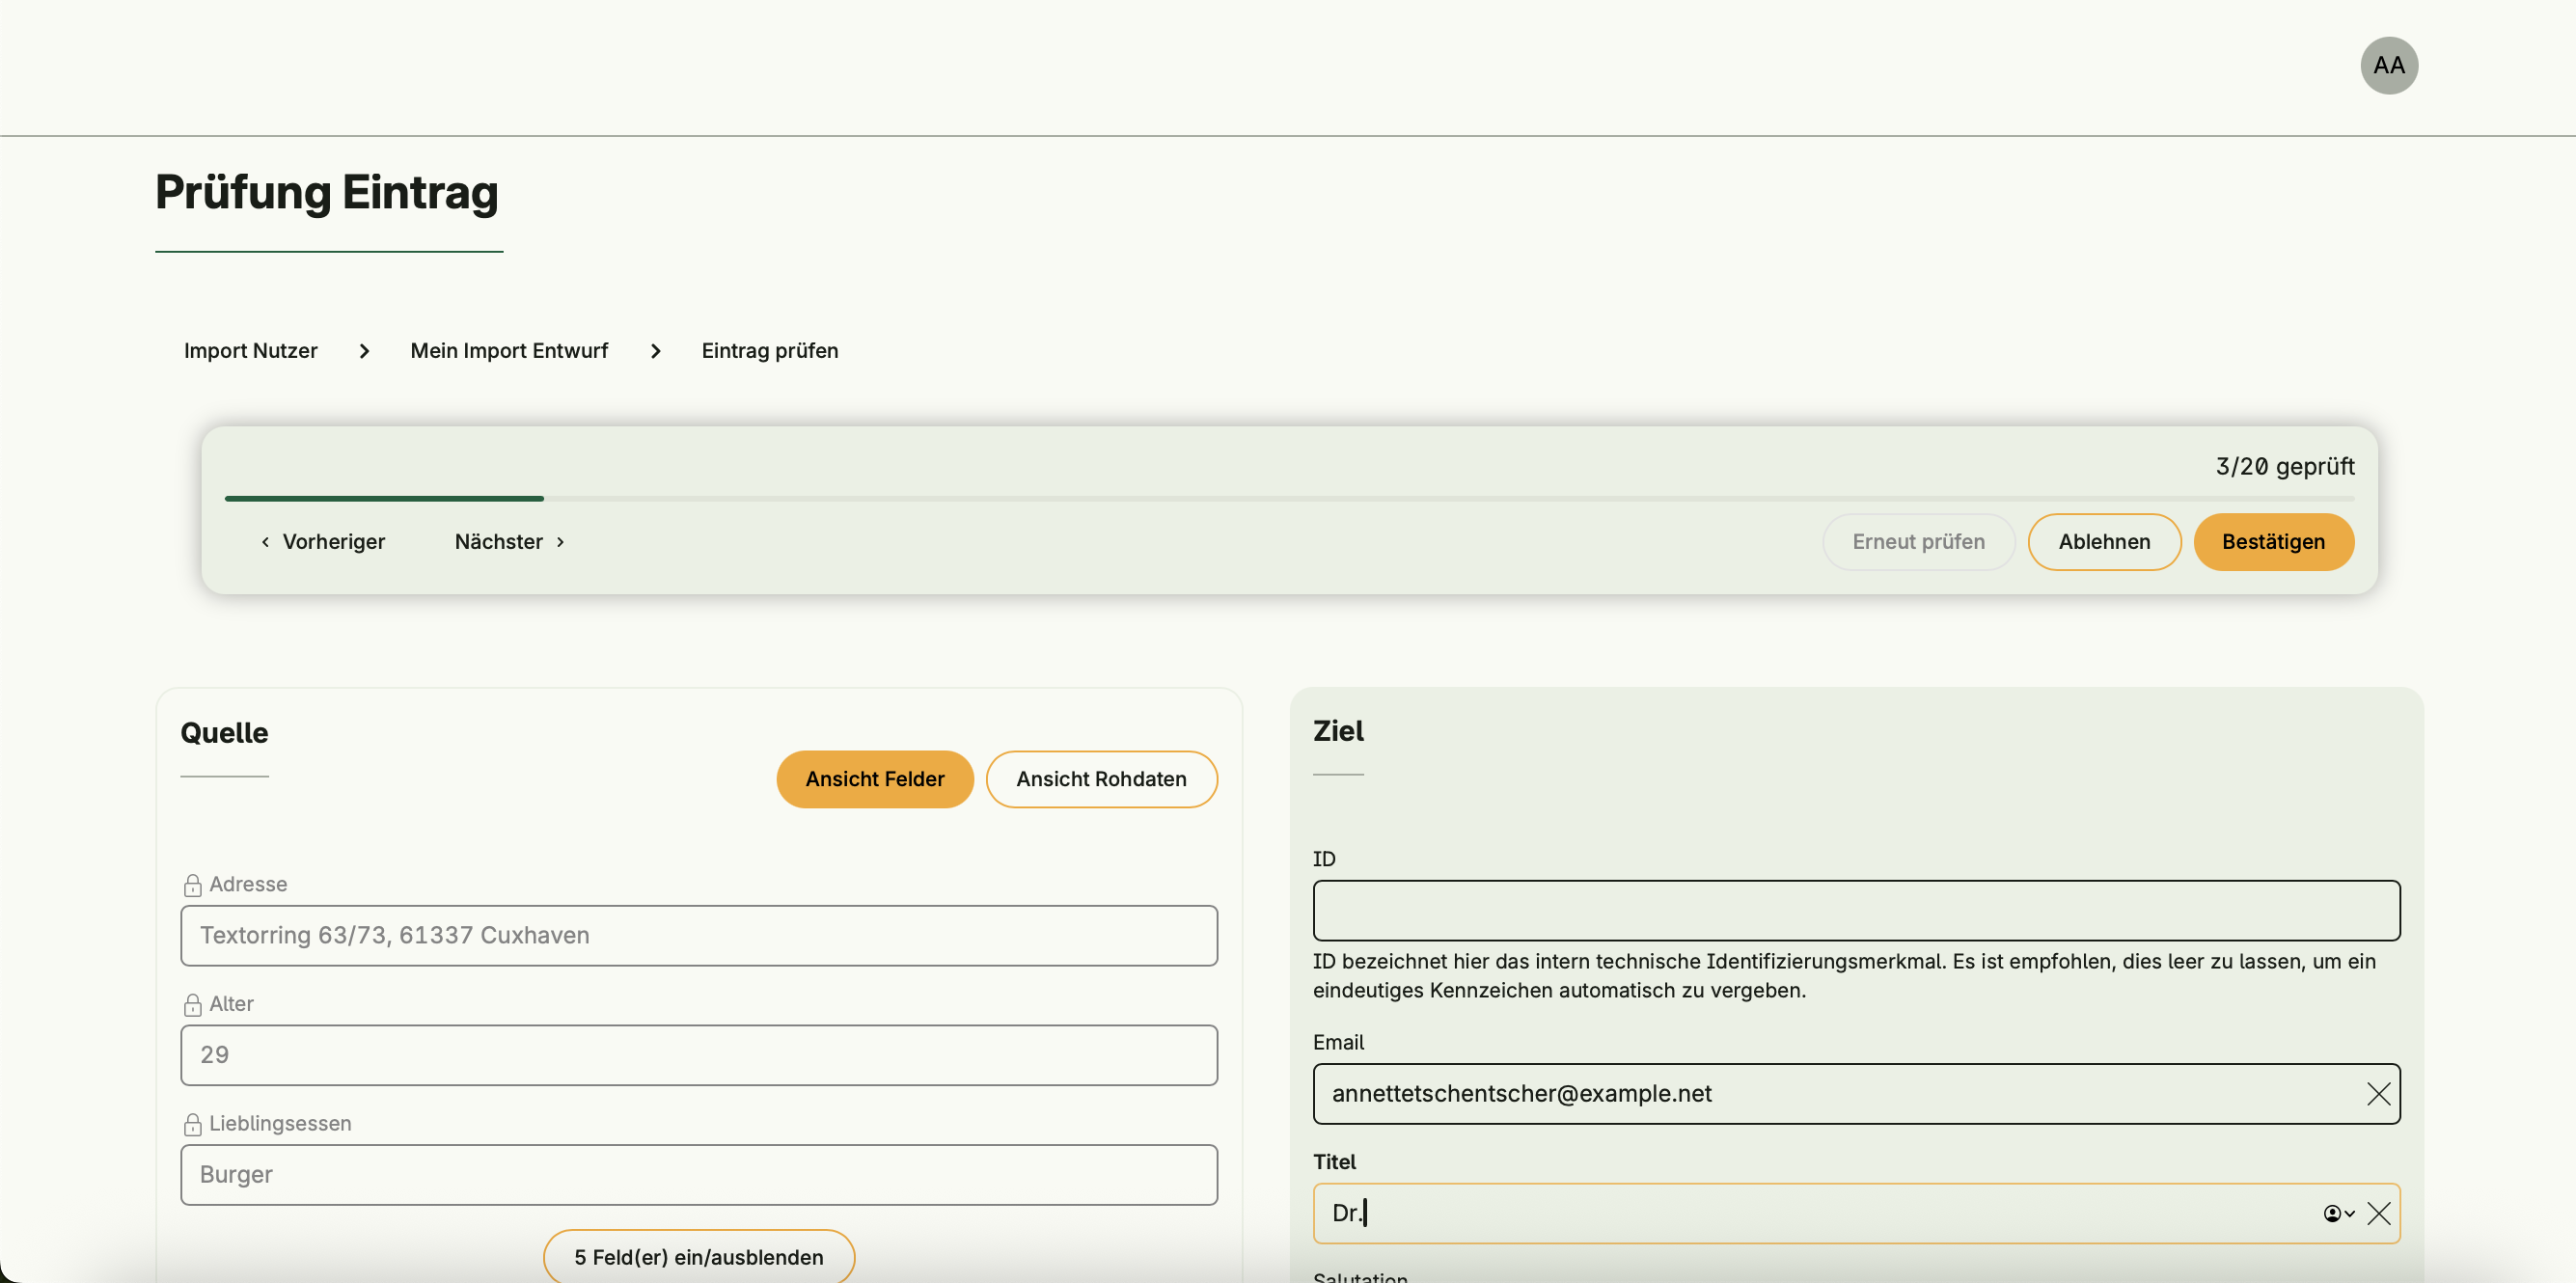 AA
Prüfung Eintrag
Import Nutzer > Mein Import Entwurf > Eintrag prüfen
3/20 geprüft
‹ Vorheriger Nächster › Erneut prüfen Ablehnen Bestätigen
Quelle
Ansicht Felder Ansicht Rohdaten
Adresse
Textorring 63/73, 61337 Cuxhaven
Alter
29
Lieblingsessen
Burger
5 Feld(er) ein/ausblenden
Ziel
ID
ID bezeichnet hier das intern technische Identifizierungsmerkmal. Es ist empfohlen, dies leer zu lassen, um ein
eindeutiges Kennzeichen automatisch zu vergeben.
Email
annettetschentscher@example.net
Titel
Dr.
Salutation